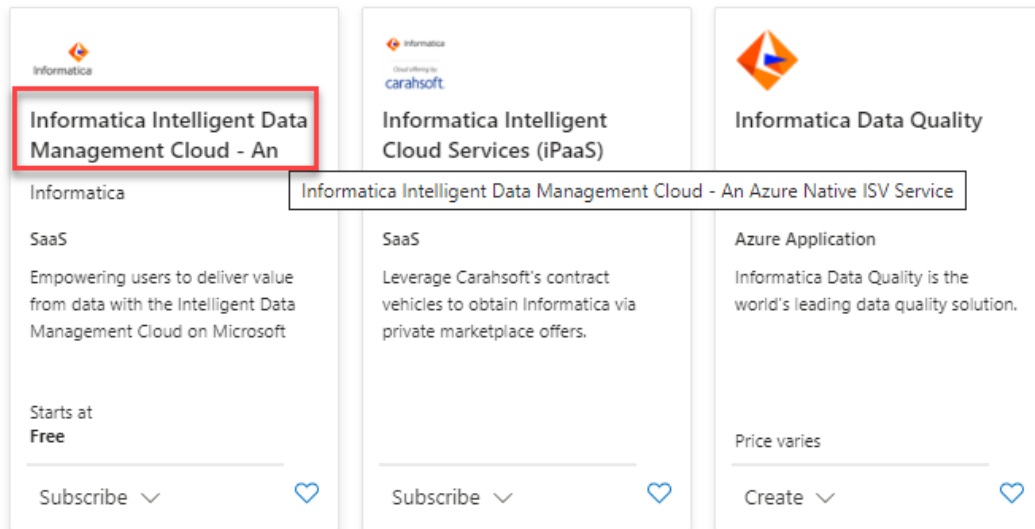 Informatica
Informatica Intelligent Data
Management Cloud - An
Informatica
SaaS
Empowering users to deliver value
from data with the Intelligent Data
Management Cloud on Microsoft
Starts at
Free
Subscribe
Informatica
Cloud offering by
carahsoft.
Informatica Intelligent
Cloud Services (iPaaS)
Informatica Intelligent Data Management Cloud - An Azure Native ISV Service
SaaS
Leverage Carahsoft's contract
vehicles to obtain Informatica via
private marketplace offers.
Subscribe
Informatica Data Quality
Azure Application
Informatica Data Quality is the
world's leading data quality solution.
Price varies
Create